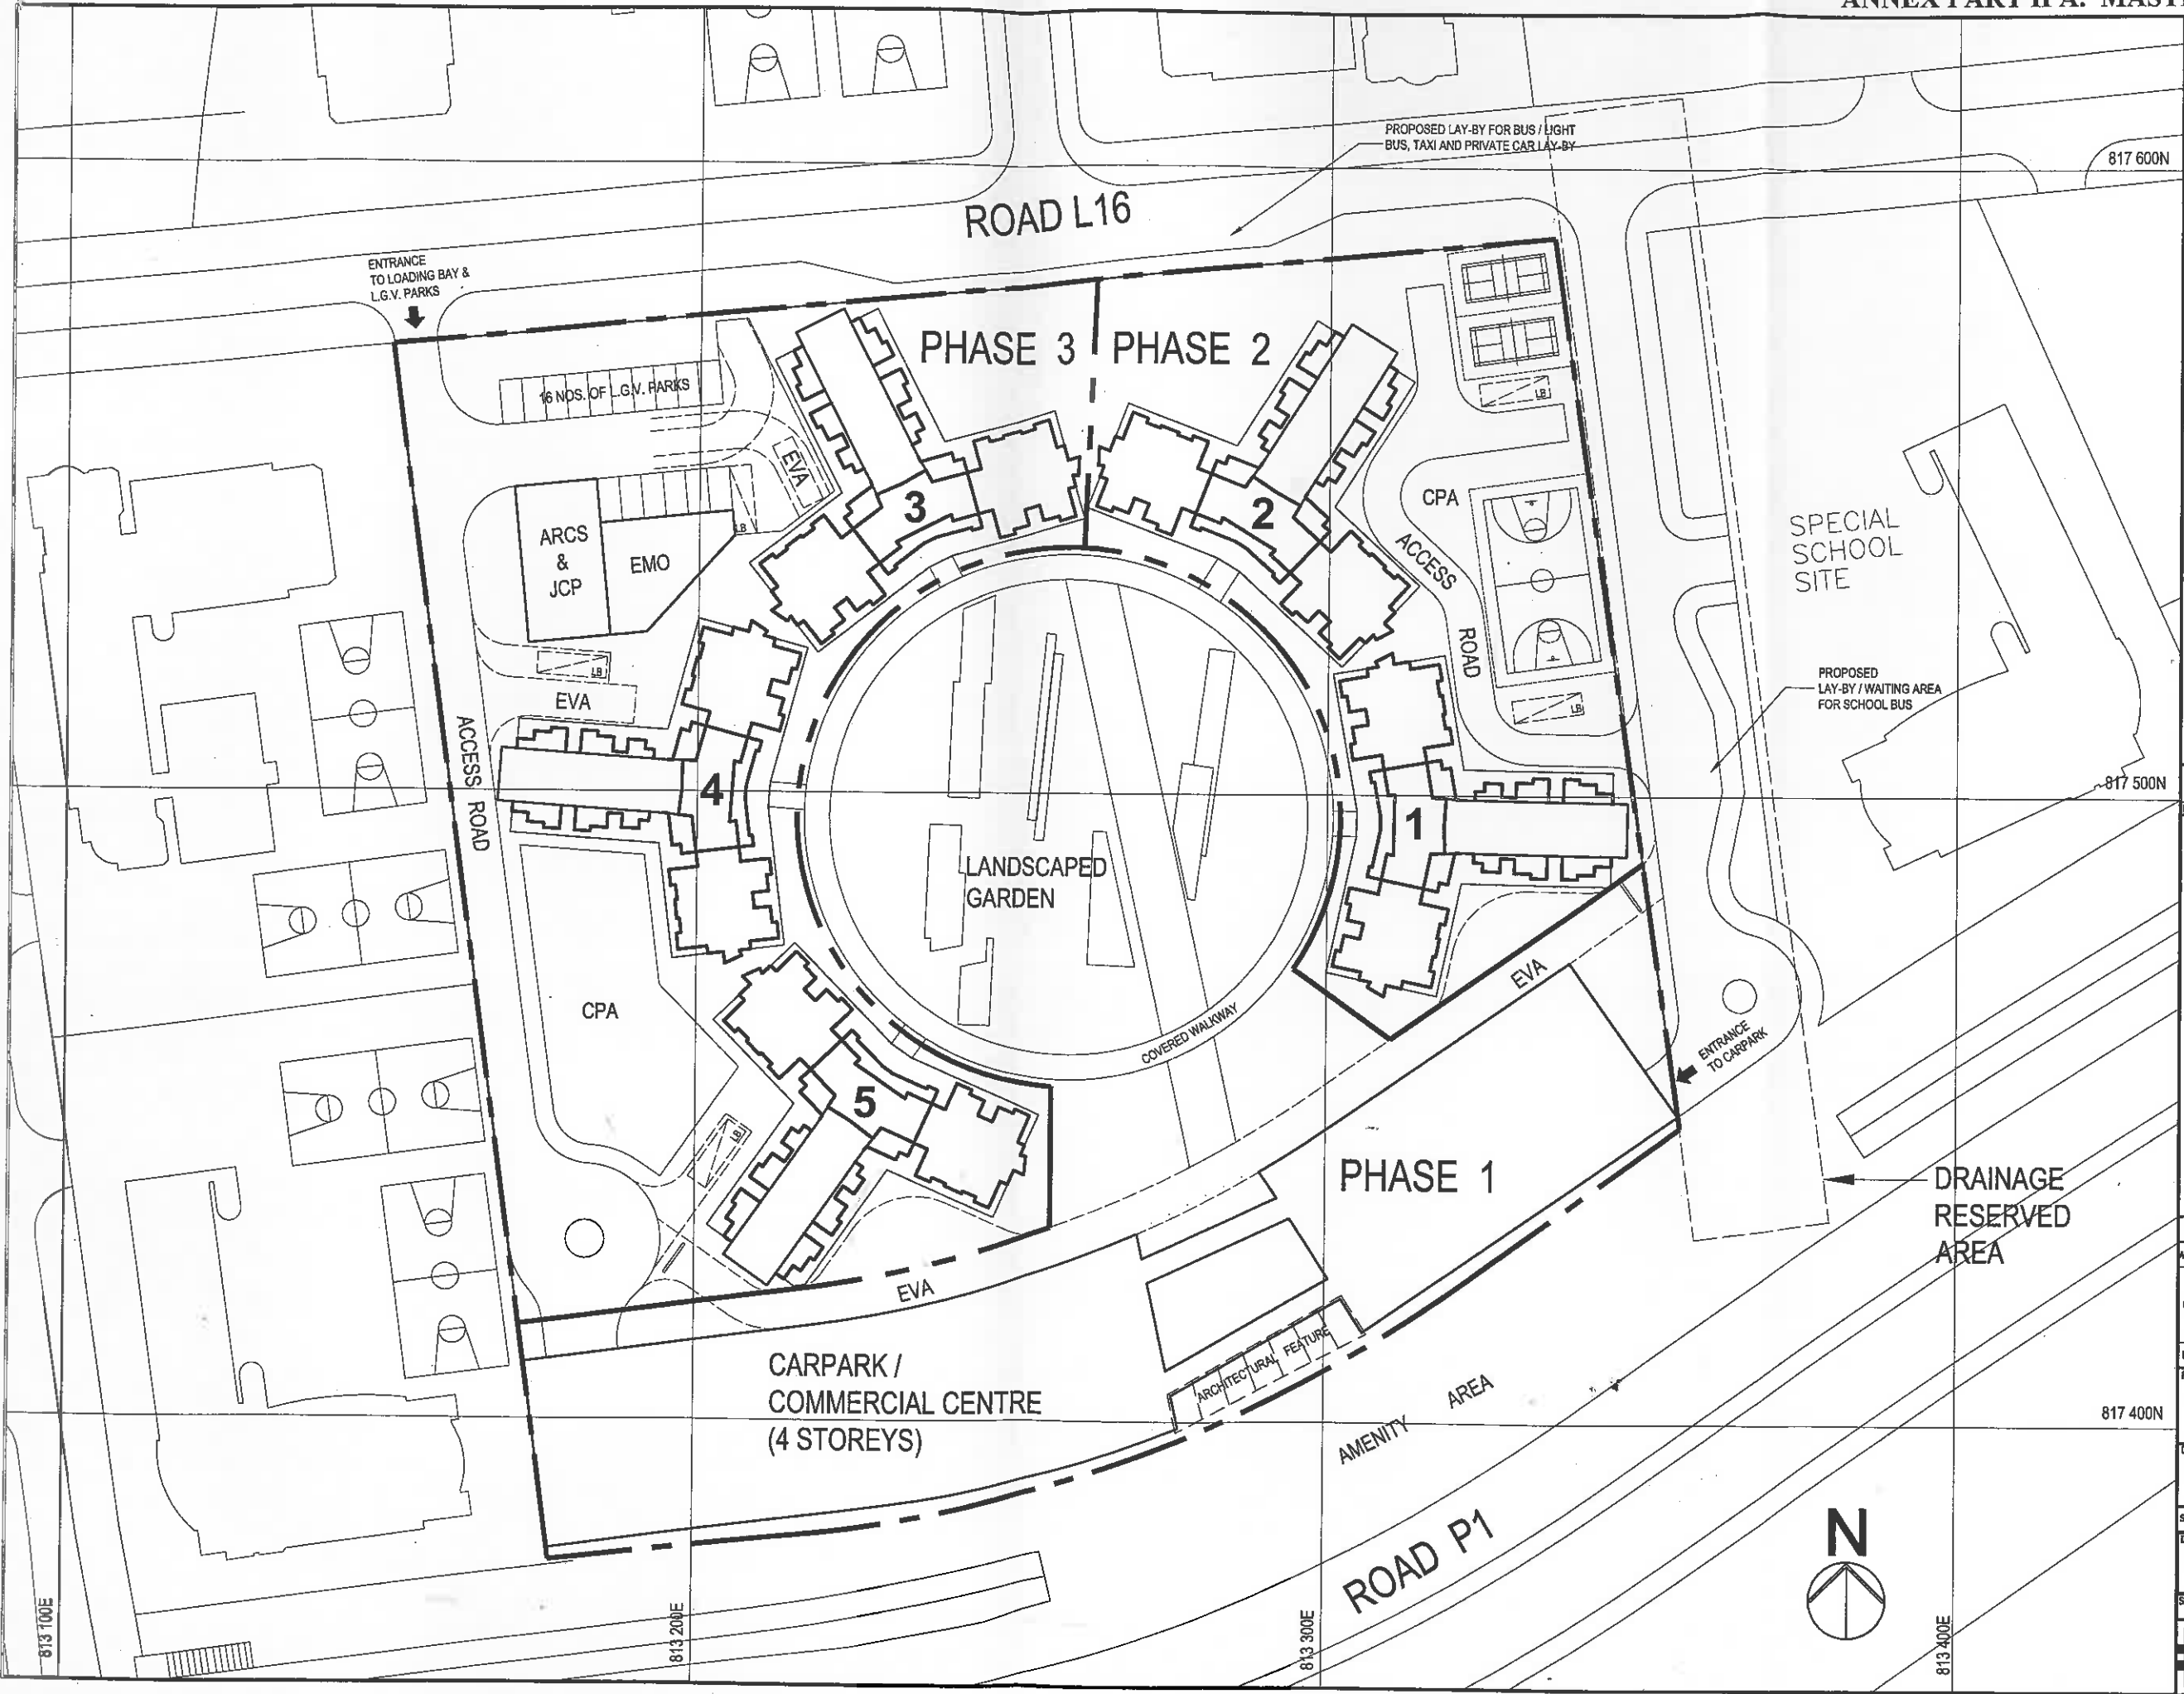 PROPOSED LAY-BY FOR BUS / LIGHT
BUS, TAXI AND PRIVATE CAR LAY-BY
817 600N
ROAD L16
ENTRANCE
TO LOADING BAY &
L.G.V. PARKS
PHASE 3
PHASE 2
16 NOS. OF L.G.V. PARKS
LB
EVA
3
2
CPA
ARCS
&
JCP
EMO
LB
ACCESS
ROAD
SPECIAL
SCHOOL
SITE
LB
EVA
LB
PROPOSED
LAY-BY / WAITING AREA
FOR SCHOOL BUS
ACCESS ROAD
4
1
817 500N
LANDSCAPED
GARDEN
EVA
CPA
COVERED WALKWAY
ENTRANCE
TO CARPARK
5
LB
PHASE 1
DRAINAGE
RESERVED
AREA
EVA
CARPARK /
COMMERCIAL CENTRE
(4 STOREYS)
ARCHITECTURAL FEATURE
AMENITY AREA
817 400N
ROAD P1
N
813 100E
813 200E
813 300E
813 400E